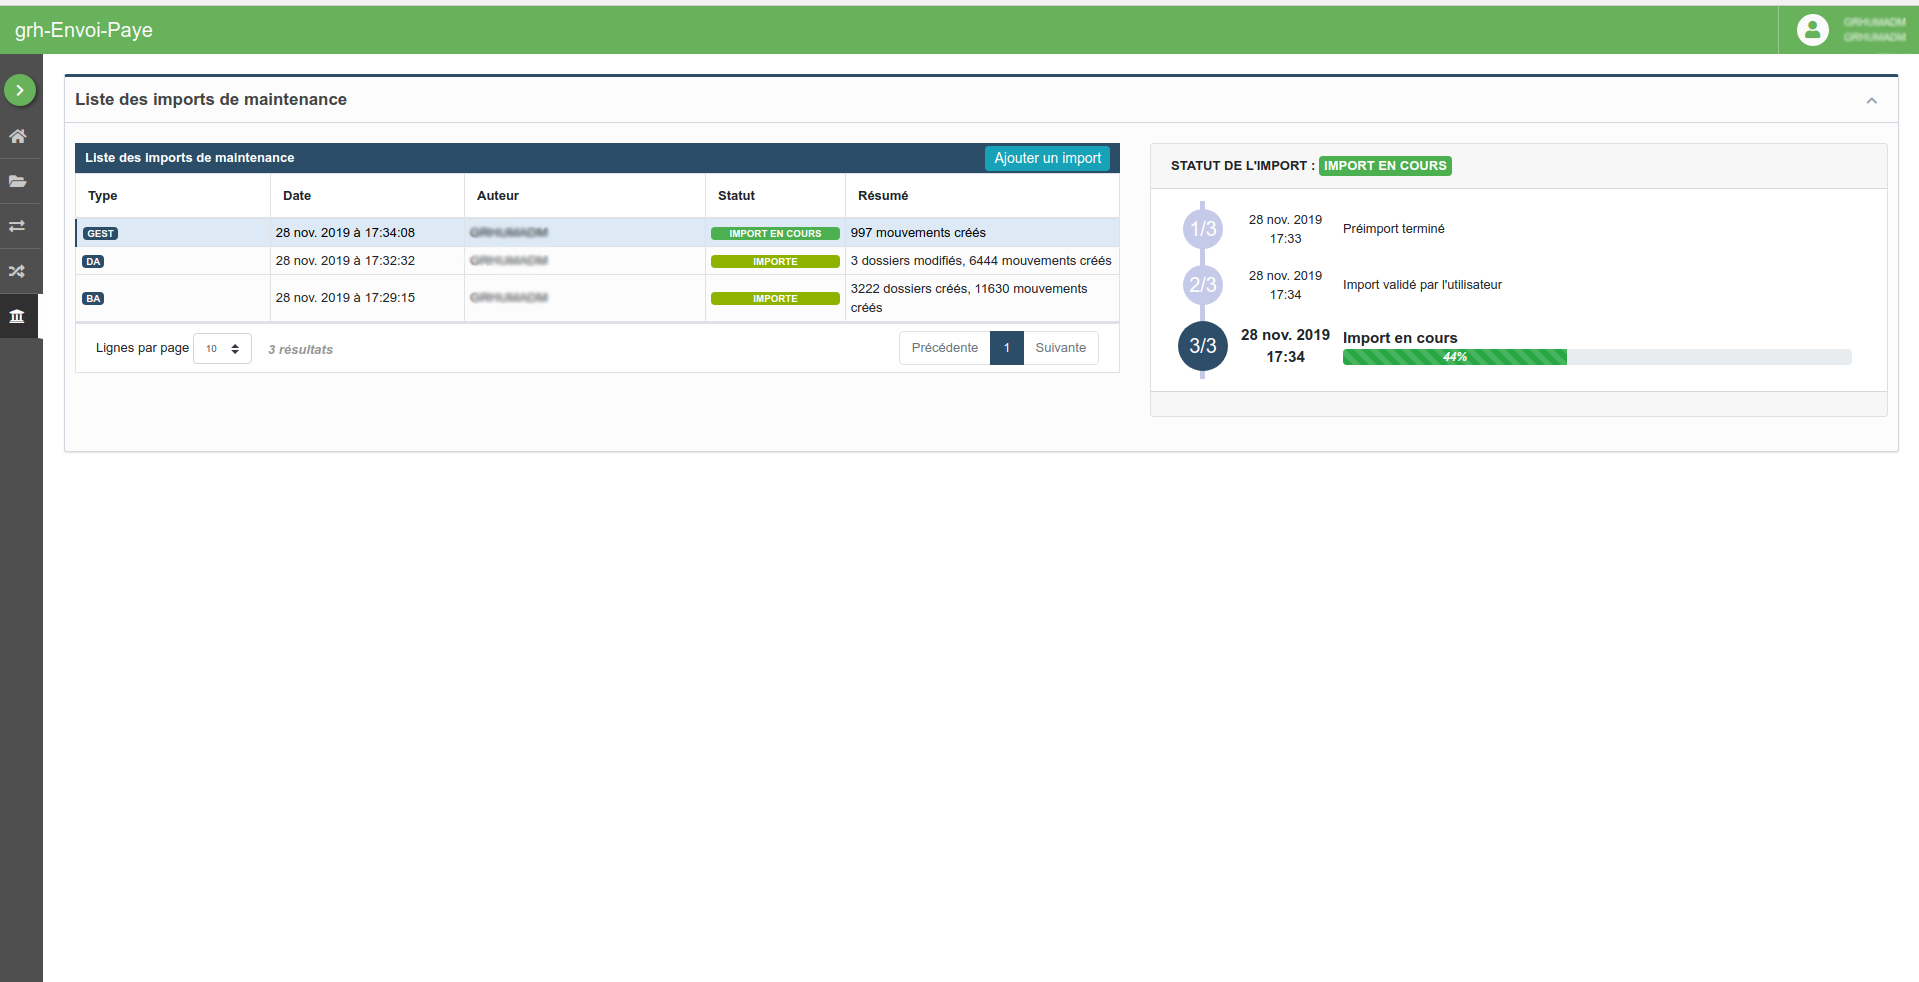 grh-Envoi-Paye
Liste des imports de maintenance
Liste des imports de maintenance
Ajouter un import
Type Date Auteur Statut Résumé
GEST 28 nov. 2019 à 17:34:08 IMPORT EN COURS 997 mouvements créés
DA 28 nov. 2019 à 17:32:32 IMPORTE 3 dossiers modifiés, 6444 mouvements créés
BA 28 nov. 2019 à 17:29:15 IMPORTE 3222 dossiers créés, 11630 mouvements
créés
Lignes par page 10 3 résultats Précédente 1 Suivante
STATUT DE L'IMPORT : IMPORT EN COURS
1/3 28 nov. 2019
17:33 Préimport terminé
2/3 28 nov. 2019
17:34 Import validé par l'utilisateur
3/3 28 nov. 2019
17:34 Import en cours
44%